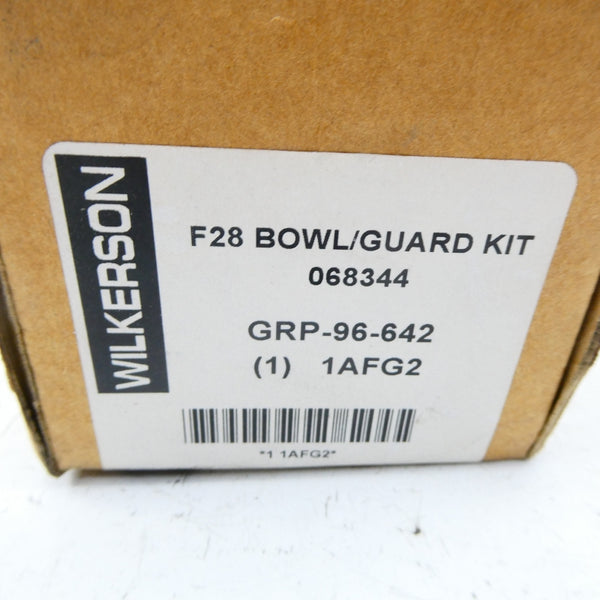 WILKERSON
F28 BOWL/GUARD KIT
068344
GRP-96-642
(1) 1AFG2
*1 1AFG2*